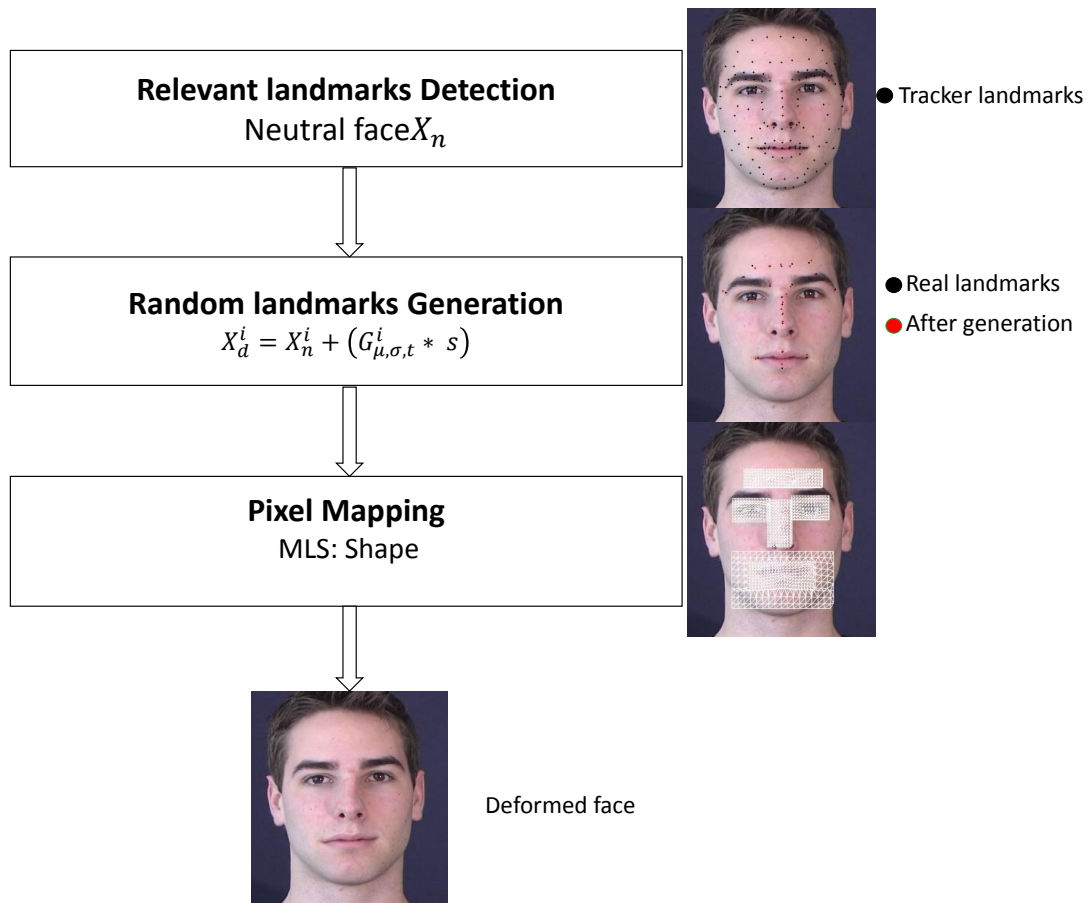 Relevant landmarks Detection
Neutral face$X_n$
Tracker landmarks
Random landmarks Generation
$X_d^i = X_n^i + (G_{\mu,\sigma,t}^i * s)$
Real landmarks
After generation
Pixel Mapping
MLS: Shape
Deformed face